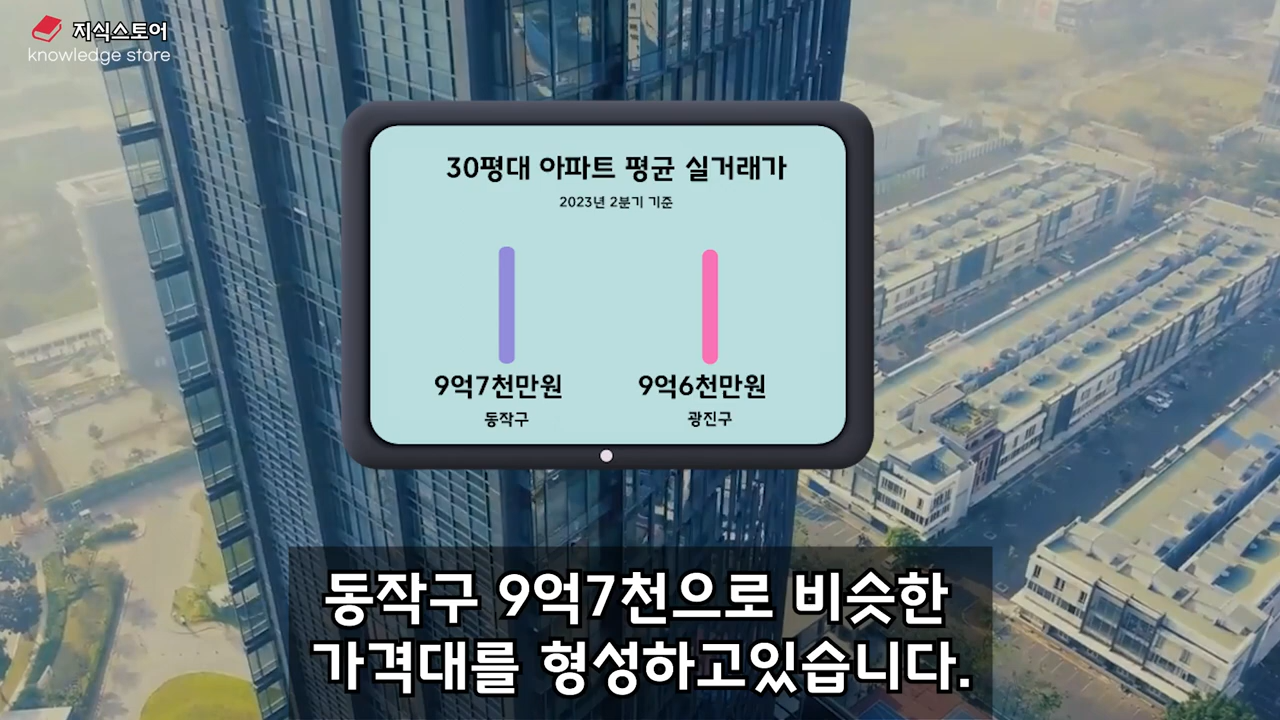 지식스토어
knowledge store
30평대 아파트 평균 실거래가
2023년 2분기 기준
9억7천만원 9억6천만원
동작구 광진구
동작구 9억7천으로 비슷한
가격대를 형성하고있습니다.